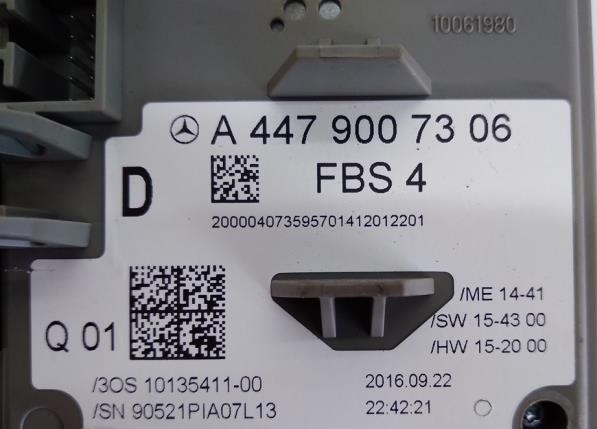 10061980
A 447 900 73 06
D
FBS 4
200004073595701412012201
Q 01
/ME 14-41
/SW 15-43 00
/HW 15-20 00
/3OS 10135411-00
2016.09.22
/SN 90521PIA07L13
22:42:21